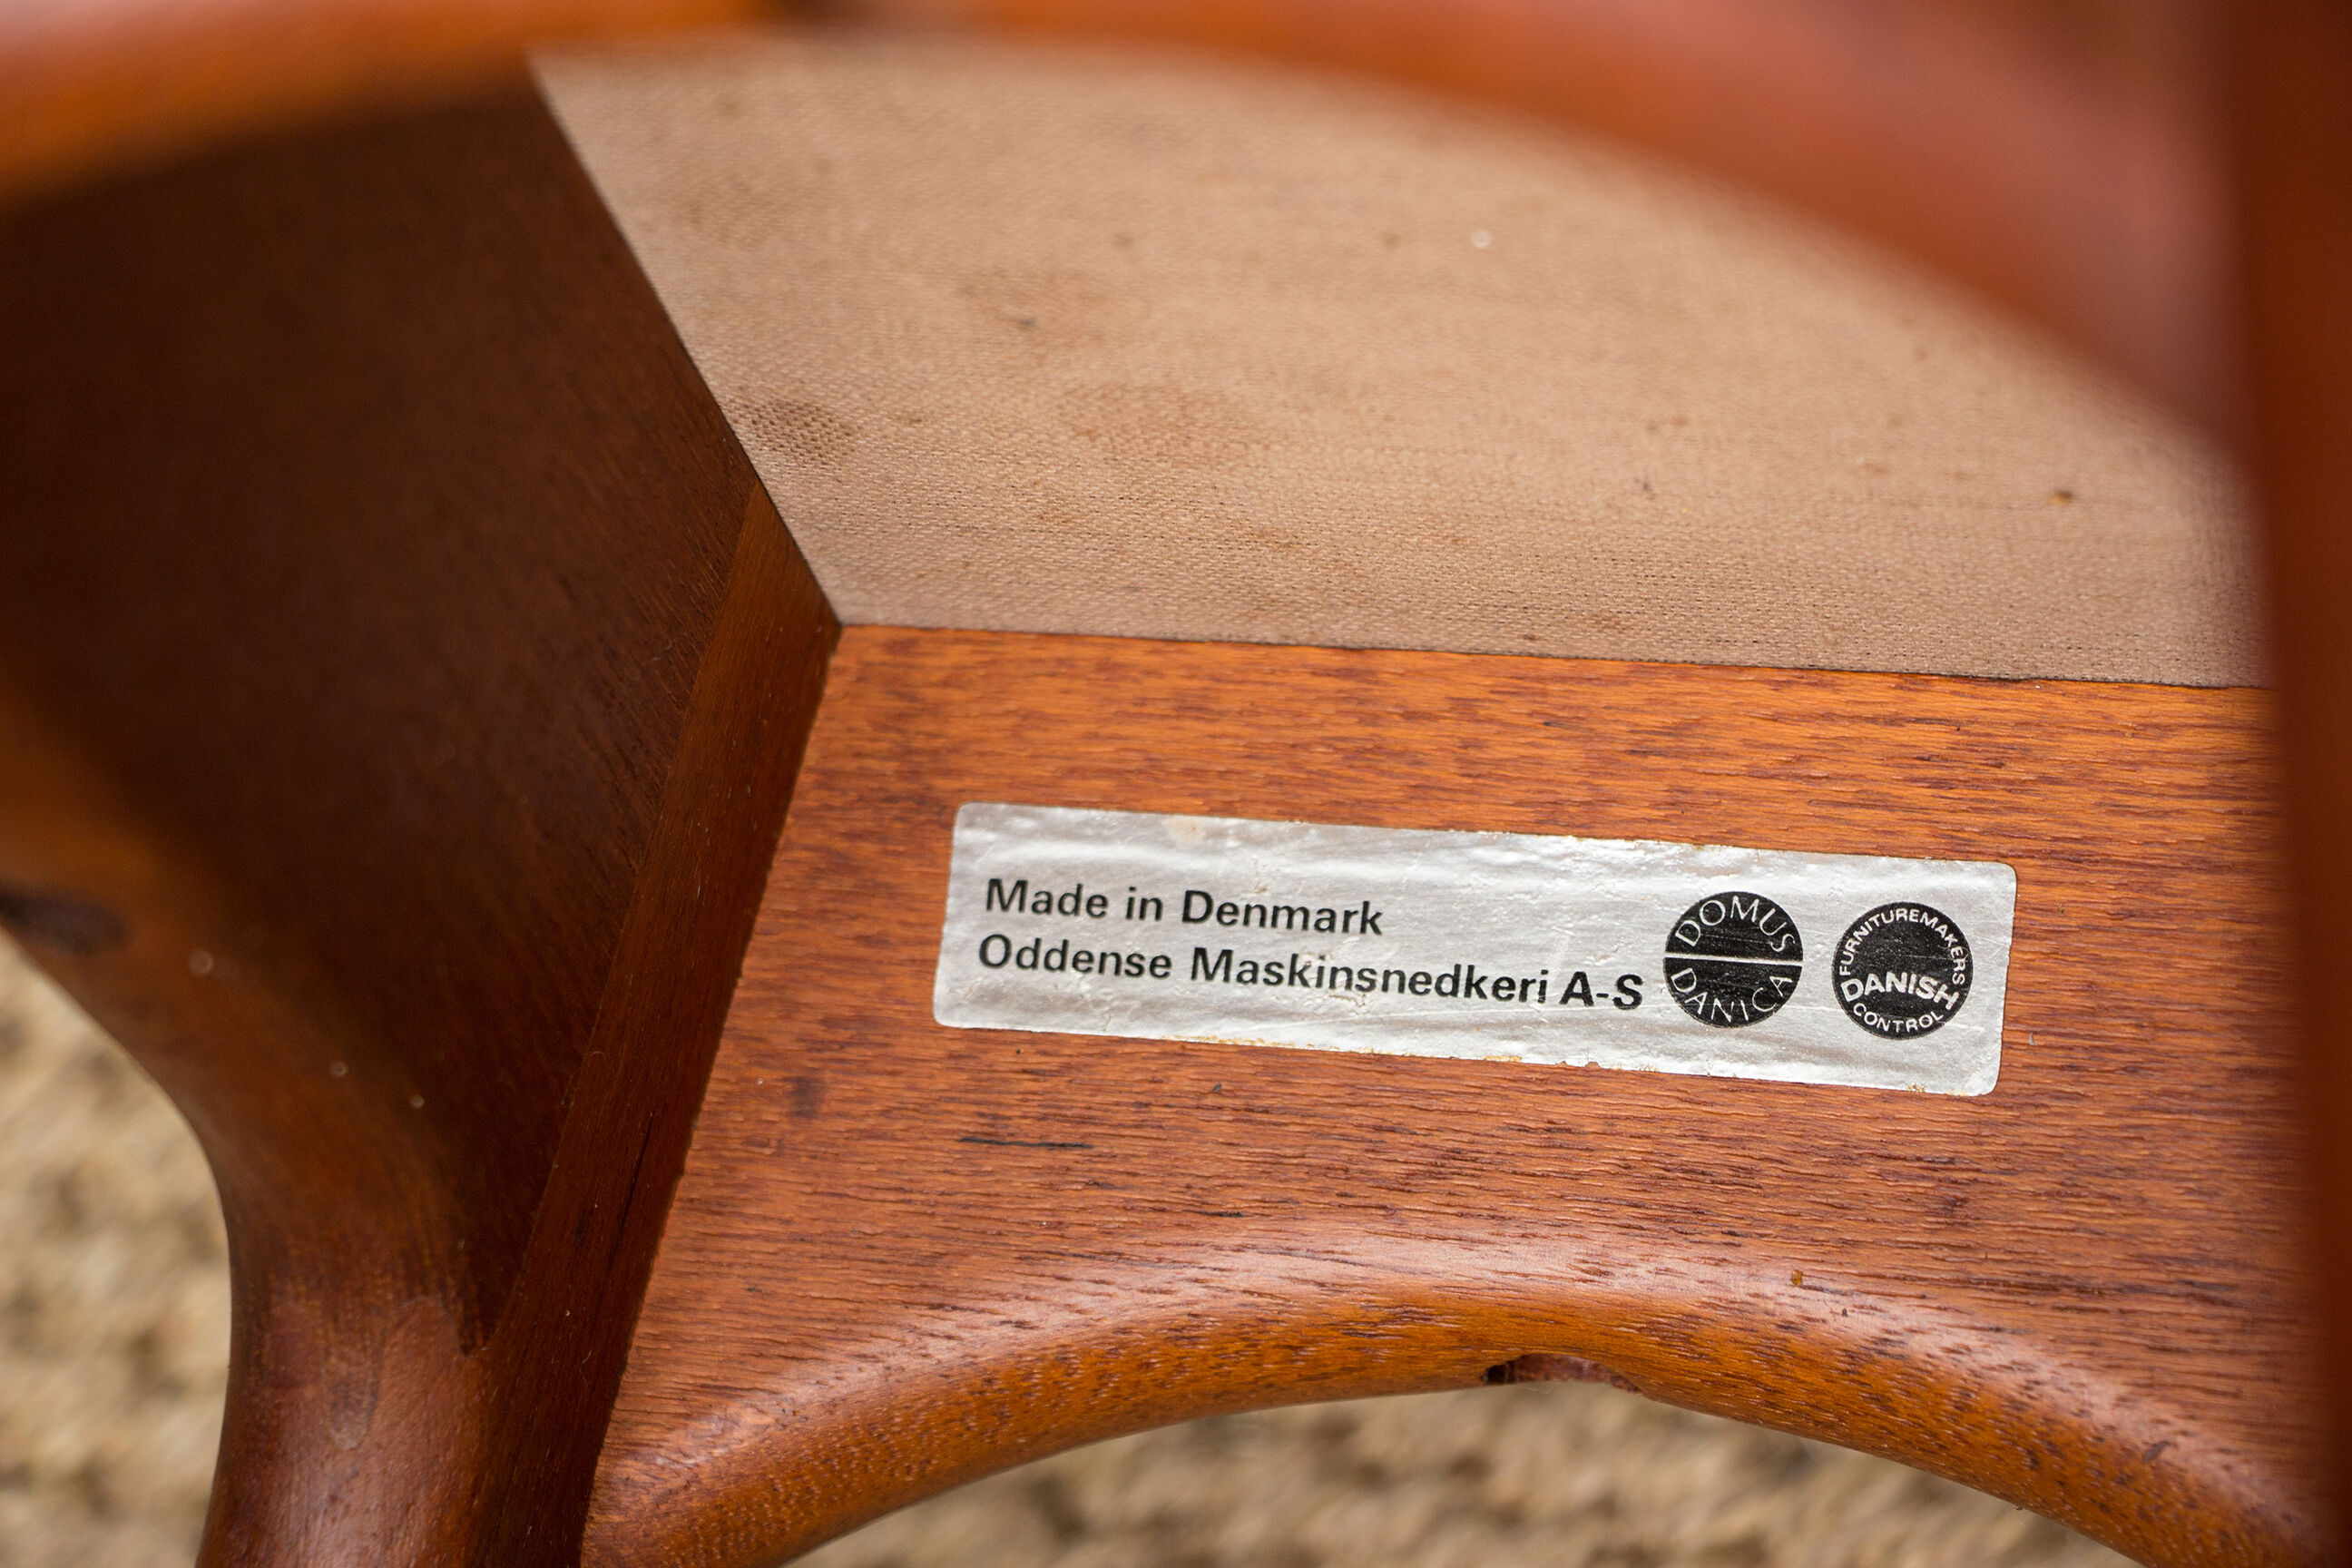 Made in Denmark
Oddense Maskinsnedkeri A-S
DOMUS
DANICA
FURNITUREMAKERS'
DANISH
CONTROL